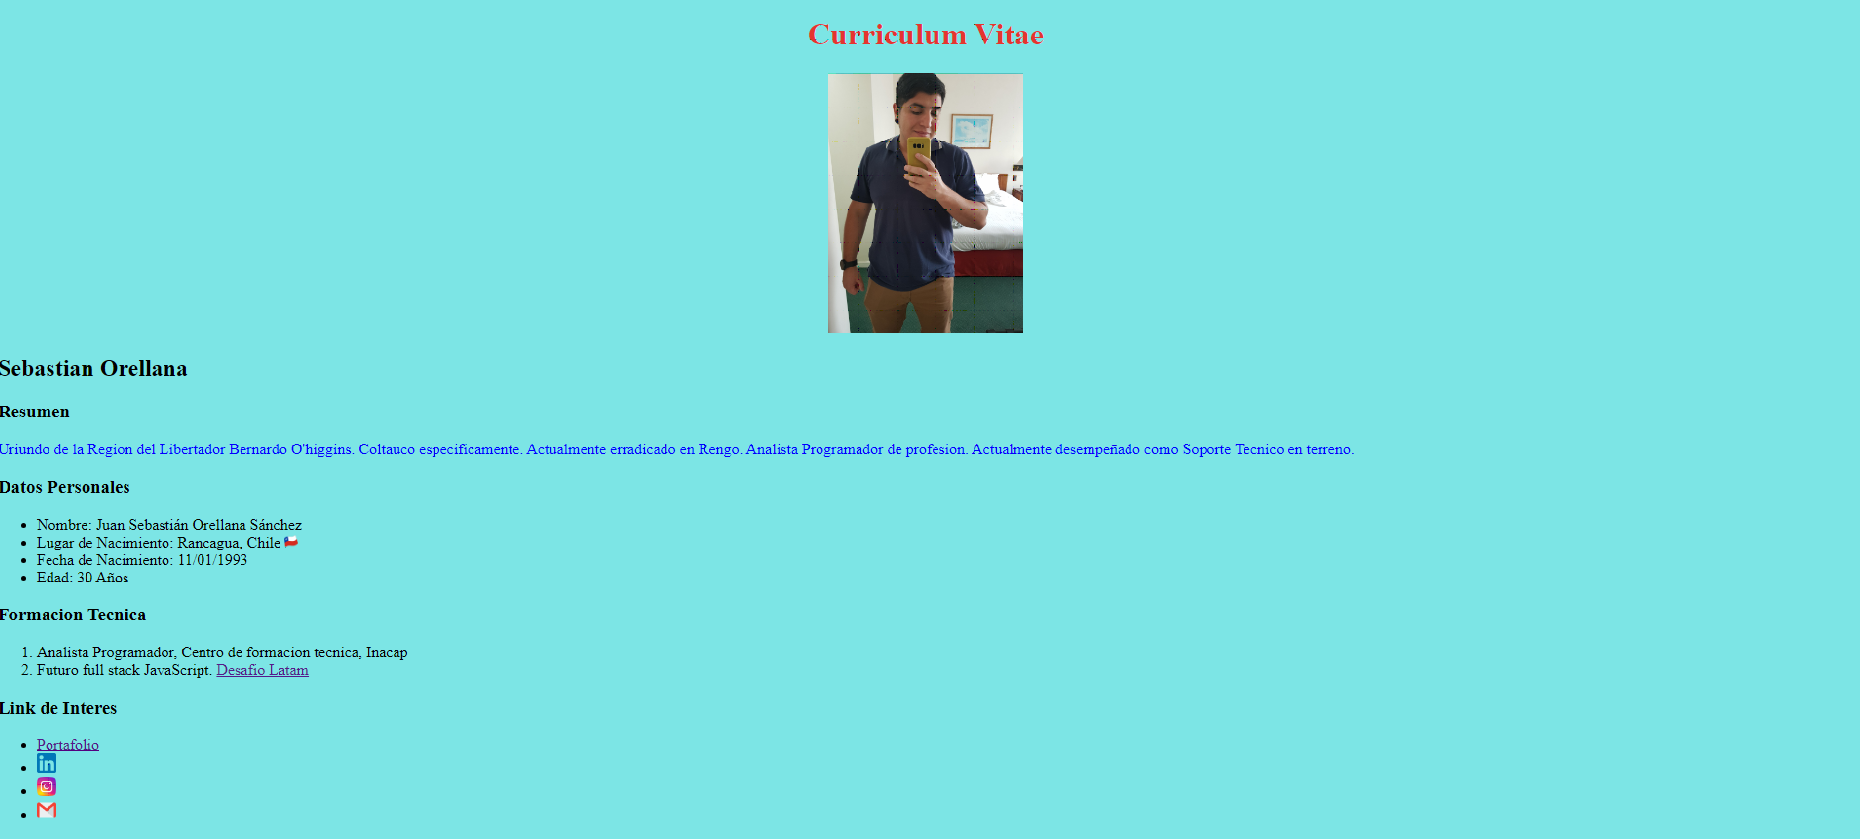 Curriculum Vitae
Sebastian Orellana
Resumen
Uriundo de la Region del Libertador Bernardo O'higgins. Coltauco especificamente. Actualmente erradicado en Rengo. Analista Programador de profesion. Actualmente desempeñado como Soporte Tecnico en terreno.
Datos Personales
Nombre: Juan Sebastián Orellana Sánchez
Lugar de Nacimiento: Rancagua, Chile
Fecha de Nacimiento: 11/01/1993
Edad: 30 Años
Formacion Tecnica
1. Analista Programador, Centro de formacion tecnica, Inacap
2. Futuro full stack JavaScript. Desafio Latam
Link de Interes
Portafolio
in